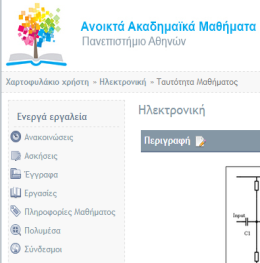 Ανοικτά Ακαδημαϊκά Μαθήματα
Πανεπιστήμιο Αθηνών
Χαρτοφυλάκιο χρήστη » Ηλεκτρονική » Ταυτότητα Μαθήματος
Ηλεκτρονική
Ενεργά εργαλεία
Περιγραφή
Ανακοινώσεις
Ασκήσεις
Έγγραφα
Εργασίες
Πληροφορίες Μαθήματος
Πολυμέσα
Σύνδεσμοι
Input
C1